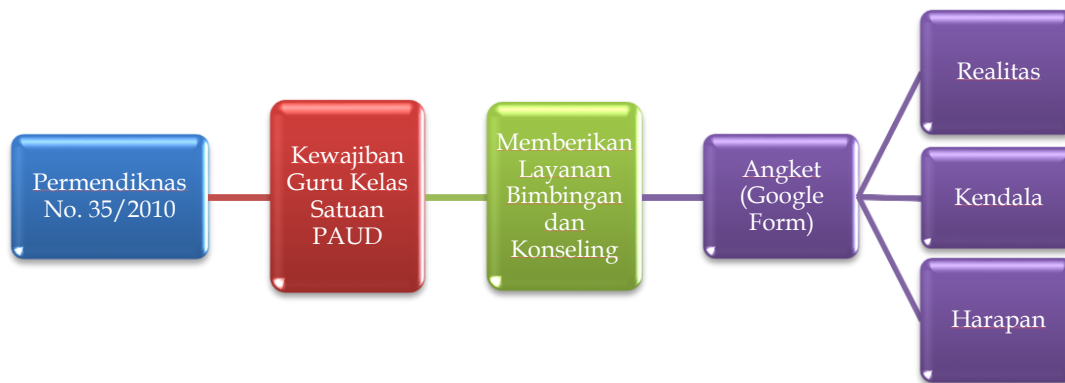 Permendiknas
No. 35/2010
Kewajiban
Guru Kelas
Satuan
PAUD
Memberikan
Layanan
Bimbingan
dan
Konseling
Angket
(Google
Form)
Realitas
Kendala
Harapan